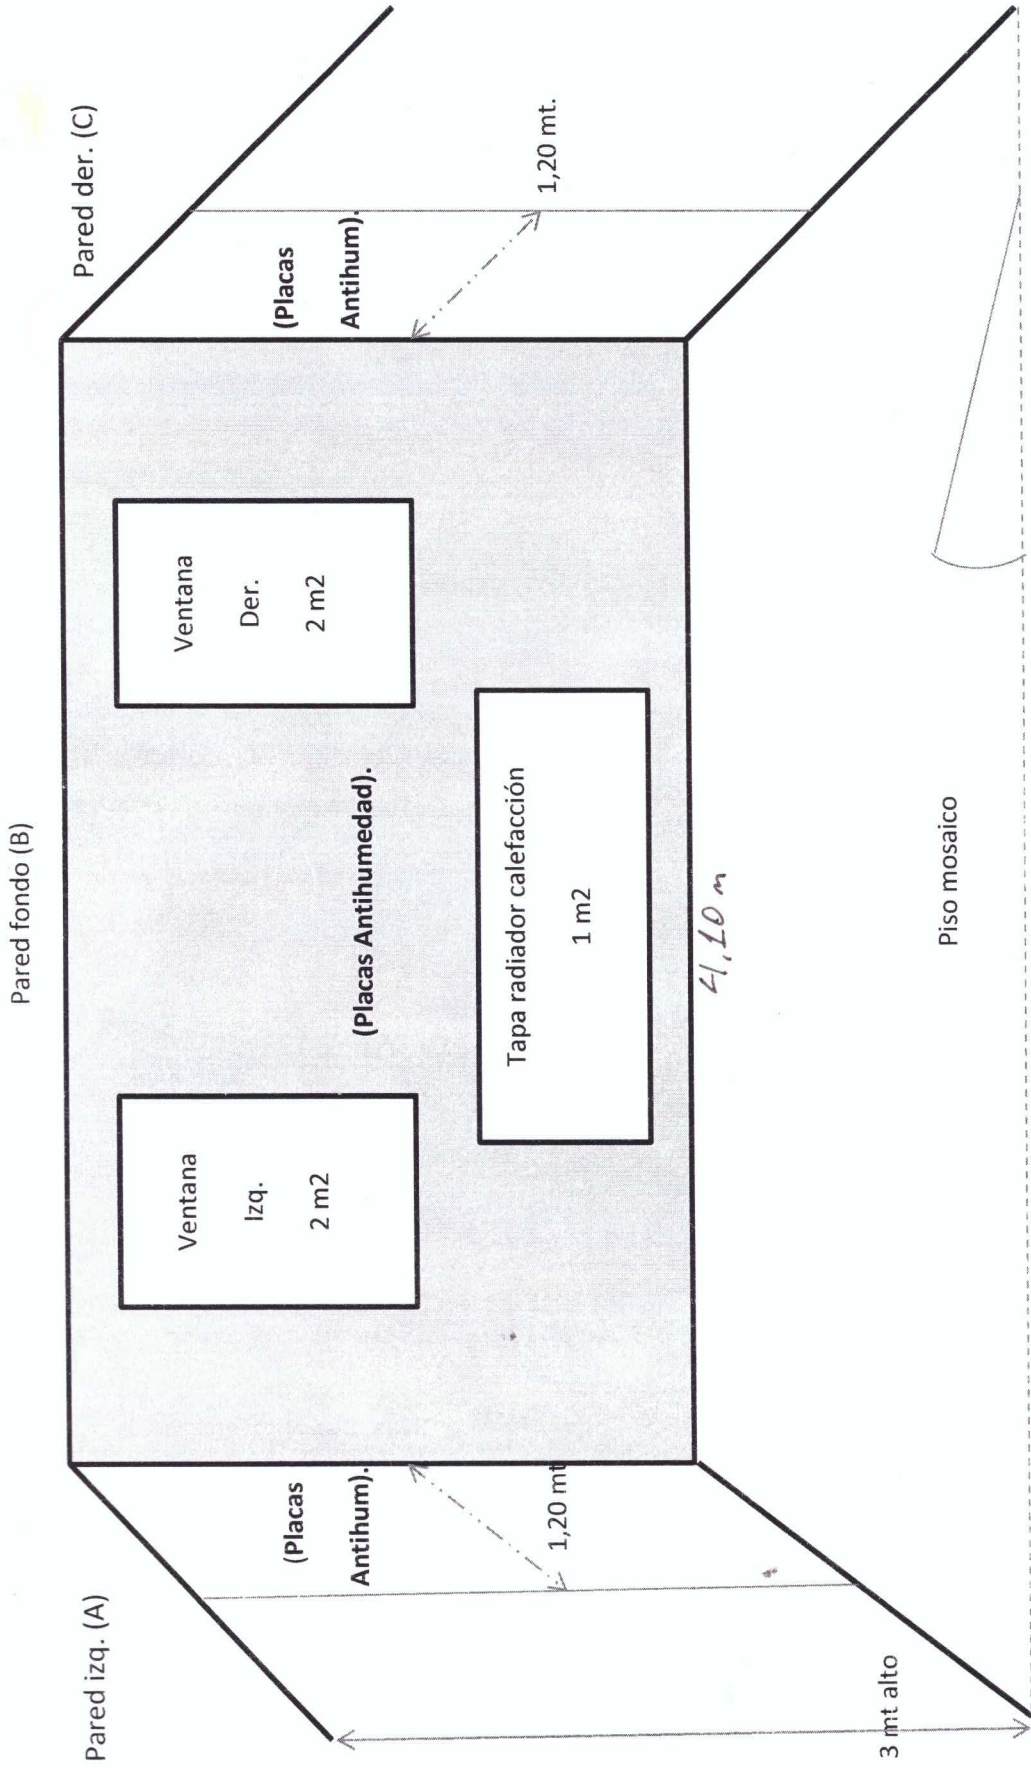 Pared fondo (B)
Pared izq. (A)
Pared der. (C)
Ventana
Izq.
2 m2
Ventana
Der.
2 m2
(Placas
Antihum).
(Placas Antihumedad).
(Placas
Antihum).
1,20 mt
1,20 mt.
Tapa radiador calefacción
1 m2
4,10 m
3 mt alto
Piso mosaico